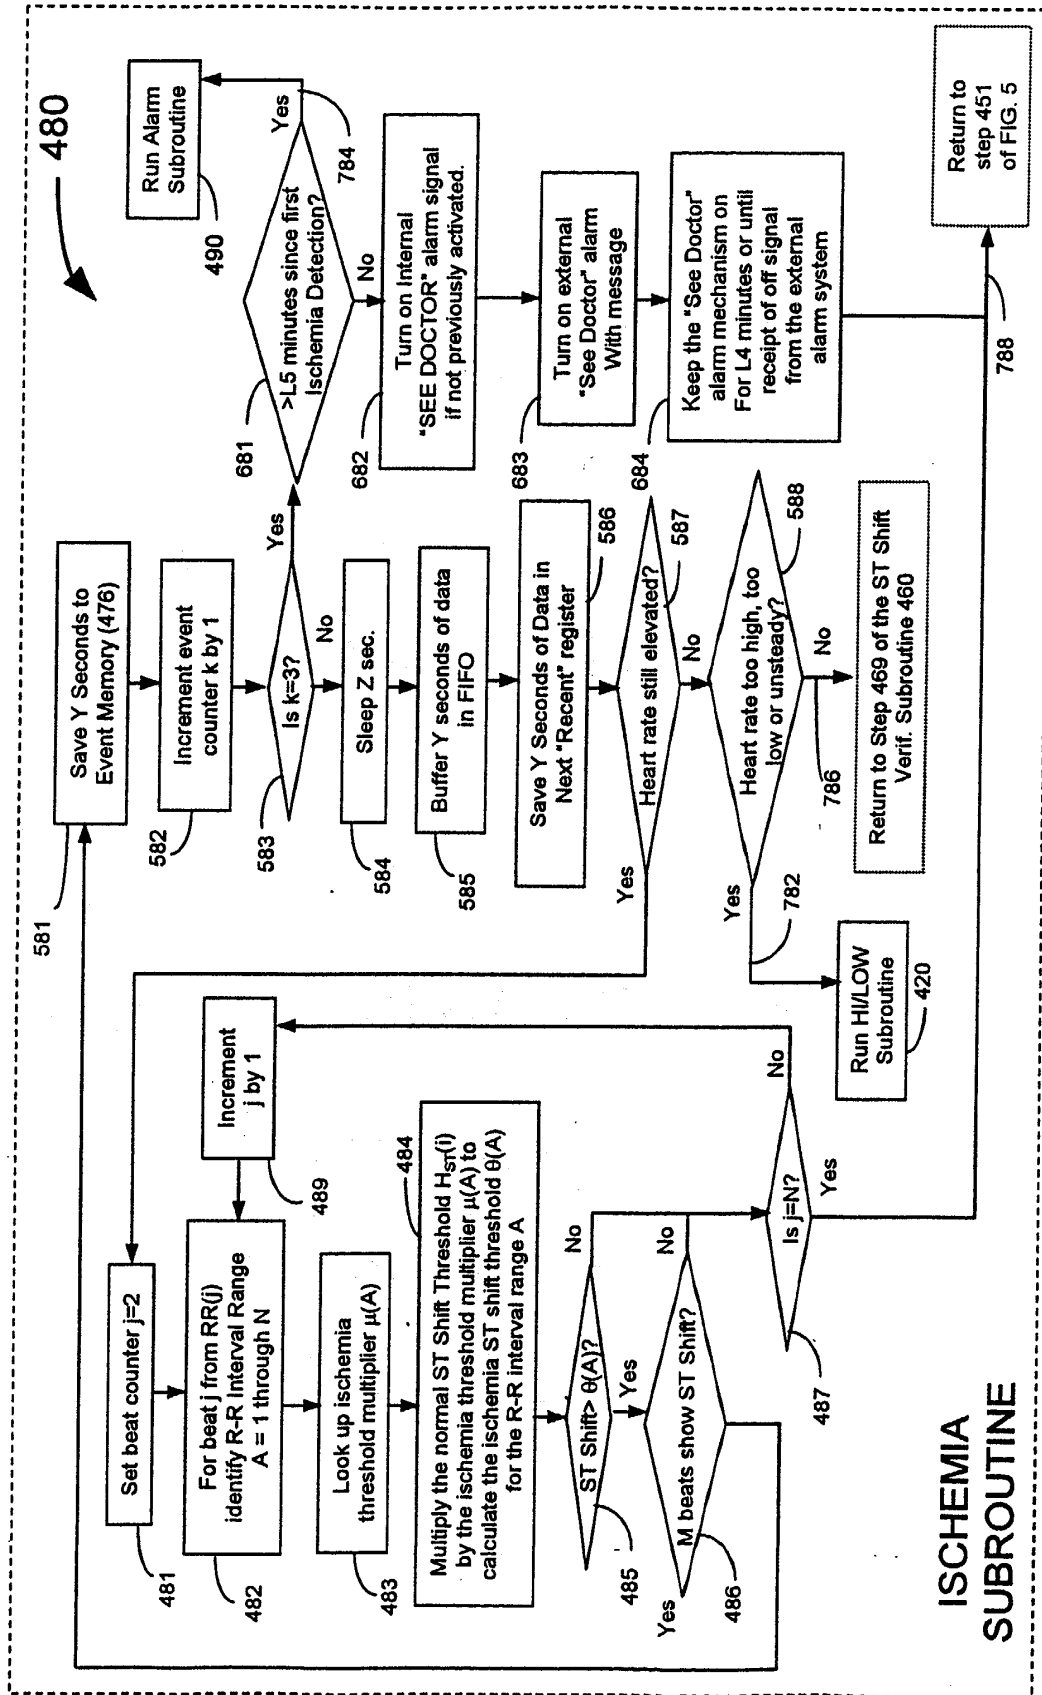 480
Set beat counter j=2
481
For beat j from RR(j)
identify R-R Interval Range
A = 1 through N
482
Look up ischemia
threshold multiplier μ(A)
483
Multiply the normal ST Shift Threshold HST(i)
by the ischemia threshold multiplier μ(A) to
calculate the ischemia ST shift threshold θ(A)
for the R-R interval range A
484
ST Shift> θ(A)?
485
No
Yes
M beats show ST Shift?
486
No
Yes
Is j=N?
487
No
Yes
Increment
j by 1
489
Save Y Seconds to
Event Memory (476)
581
Increment event
counter k by 1
582
Is k=3?
583
Yes
No
Sleep Z sec.
584
Buffer Y seconds of data
in FIFO
585
Save Y Seconds of Data in
Next "Recent" register
586
Heart rate still elevated?
587
Yes
No
Heart rate too high, too
low or unsteady?
588
Yes
782
No
786
Run HI/LOW
Subroutine
420
Return to Step 469 of the ST Shift
Verif. Subroutine 460
>L5 minutes since first
Ischemia Detection?
681
Yes
784
No
Run Alarm
Subroutine
490
Turn on Internal
"SEE DOCTOR" alarm signal
if not previously activated.
682
Turn on external
"See Doctor" alarm
With message
683
Keep the "See Doctor"
alarm mechanism on
For L4 minutes or until
receipt of off signal
from the external
alarm system
684
788
Return to
step 451
of FIG. 5
ISCHEMIA
SUBROUTINE